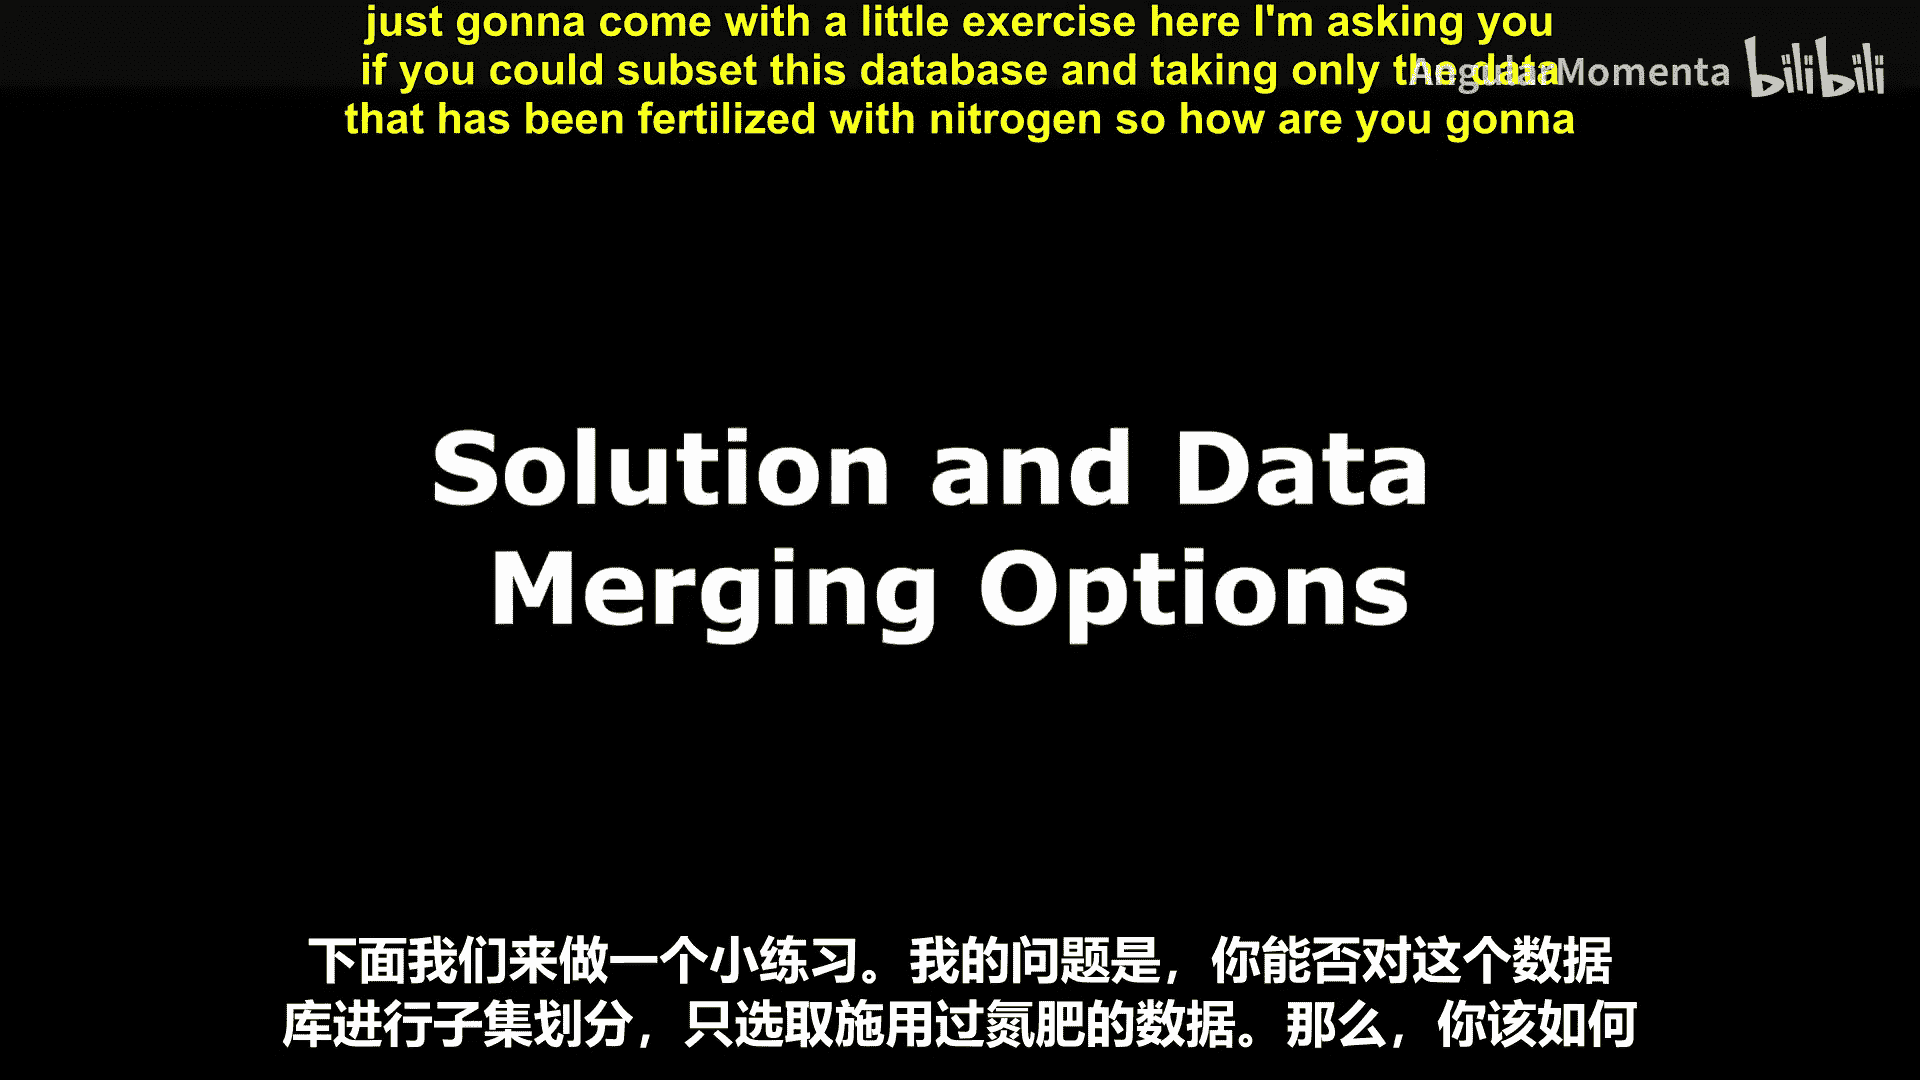 just gonna come with a little exercise here I'm asking you
if you could subset this database and taking only the data
AngularMomenta bilibili
that has been fertilized with nitrogen so how are you gonna
Solution and Data
Merging Options
下面我们来做一个小练习。我的问题是，你能否对这个数据
库进行子集划分，只选取施用过氮肥的数据。那么，你该如何